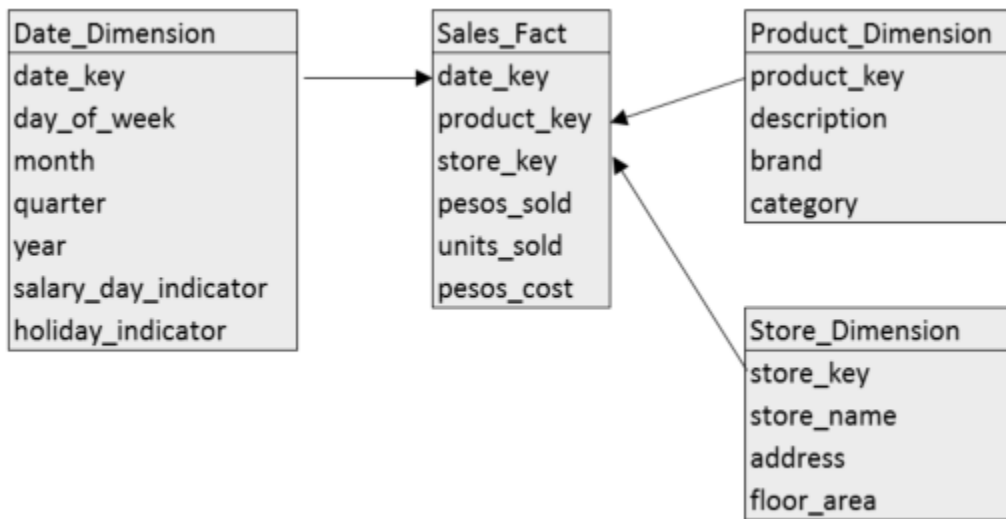 Date_Dimension
date_key
day_of_week
month
quarter
year
salary_day_indicator
holiday_indicator
Sales_Fact
date_key
product_key
store_key
pesos_sold
units_sold
pesos_cost
Product_Dimension
product_key
description
brand
category
Store_Dimension
store_key
store_name
address
floor_area